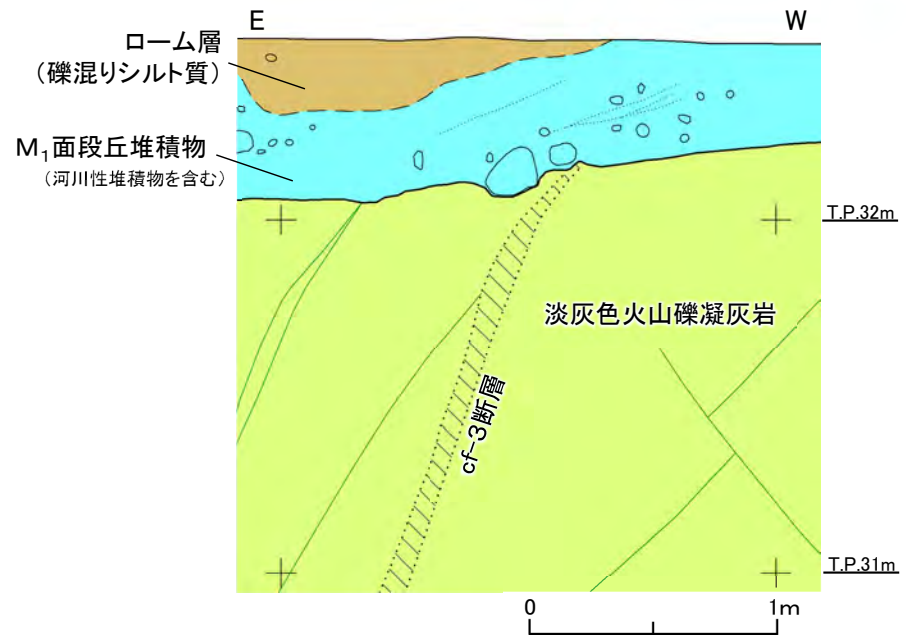 E
W
ローム層
（礫混りシルト質）
M₁面段丘堆積物
（河川性堆積物を含む）
T.P.32m
淡灰色火山礫凝灰岩
cf-3断層
T.P.31m
0
1m